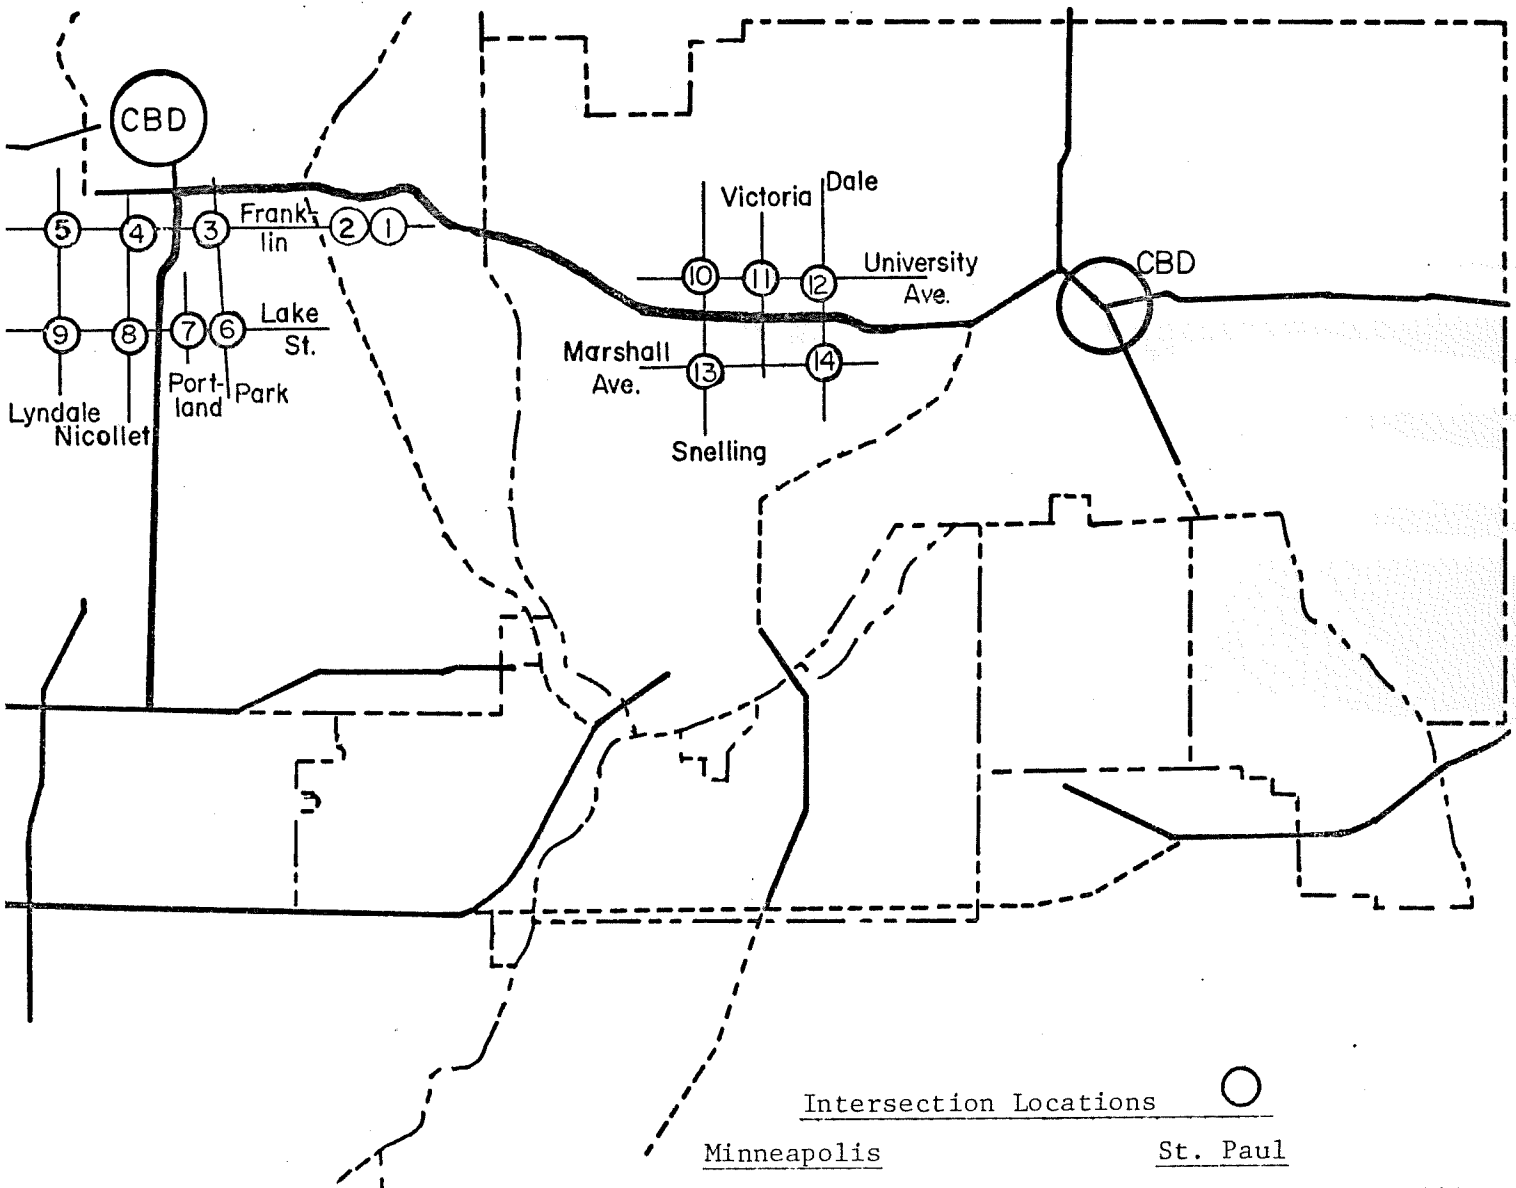 CBD
Victoria
Dale
5
4
3
Frank-
lin
2
1
10
11
12
University
Ave.
CBD
9
8
7
6
Lake
St.
Marshall
Ave.
13
14
Port-
land
Park
Lyndale
Nicollet
Snelling
Intersection Locations
Minneapolis
St. Paul